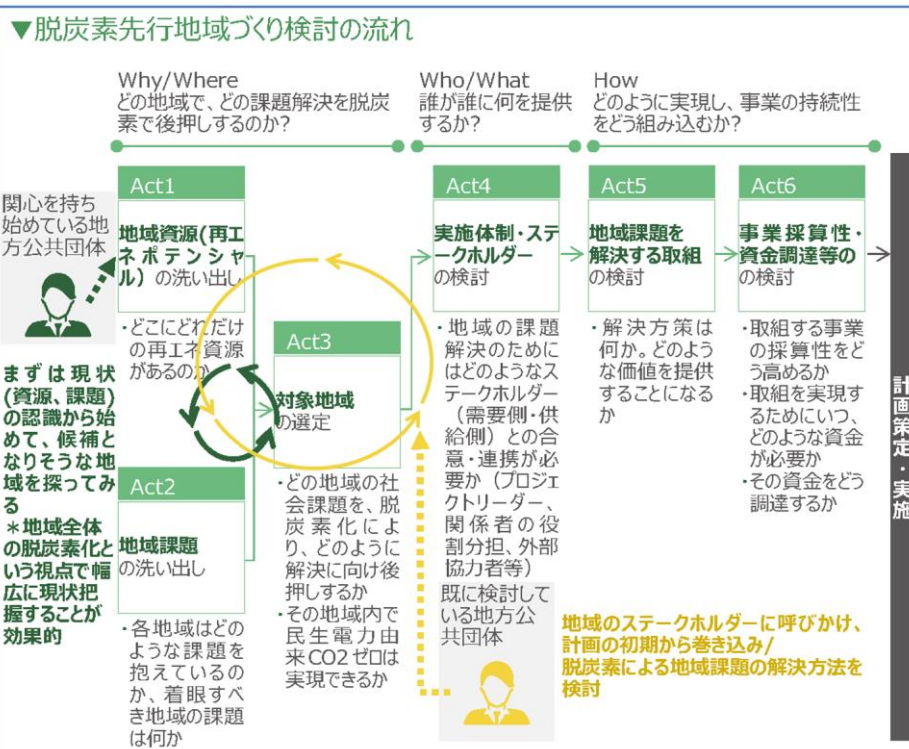 ▼脱炭素先行地域づくり検討の流れ
Why/Where
どの地域で、どの課題解決を脱炭
素で後押しするのか?
Who/What
誰が誰に何を提供
するか?
How
どのように実現し、事業の持続性
をどう組み込むか?
関心を持ち
始めている地
方公共団体
まずは現状
(資源、課題)
の認識から始
めて、候補と
なりそうな地
域を探ってみ
る
＊地域全体
の脱炭素化と
いう視点で幅
広に現状把
握することが
効果的
Act1
地域資源(再エ
ネポテンシャ
ル）の洗い出し
・どこにどれだけ
の再エネ資源
があるのか
Act2
地域課題
の洗い出し
・各地域はどの
ような課題を
抱えているの
か、着眼すべ
き地域の課題
は何か
Act3
対象地域
の選定
・どの地域の社
会課題を、脱
炭素化によ
り、どのように
解決に向け後
押しするか
・その地域内で
民生電力由
来CO2ゼロは
実現できるか
Act4
実施体制・ステ
ークホルダー
の検討
・地域の課題
解決のために
はどのようなス
テークホルダー
（需要側・供
給側）との合
意・連携が必
要か（プロジェ
クトリーダー、
関係者の役
割分担、外部
協力者等）
既に検討して
いる地方公
共団体
Act5
地域課題を
解決する取組
の検討
・解決方策は
何か。どのよう
な価値を提供
することになる
か
Act6
事業採算性・
資金調達等の
の検討
・取組する事業
の採算性をど
う高めるか
・取組を実現す
るためにいつ、
どのような資金
が必要か
・その資金をどう
調達するか
地域のステークホルダーに呼びかけ、
計画の初期から巻き込み/
脱炭素による地域課題の解決方法を
検討
計画策定・実施